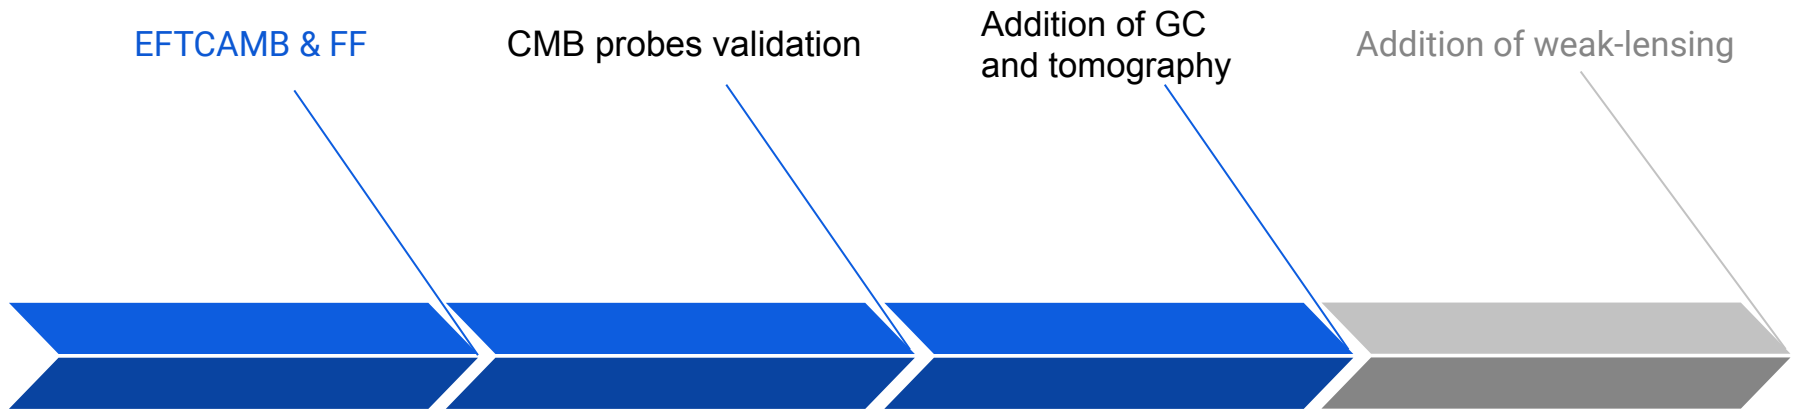 EFTCAMB & FF
CMB probes validation
Addition of GC
and tomography
Addition of weak-lensing